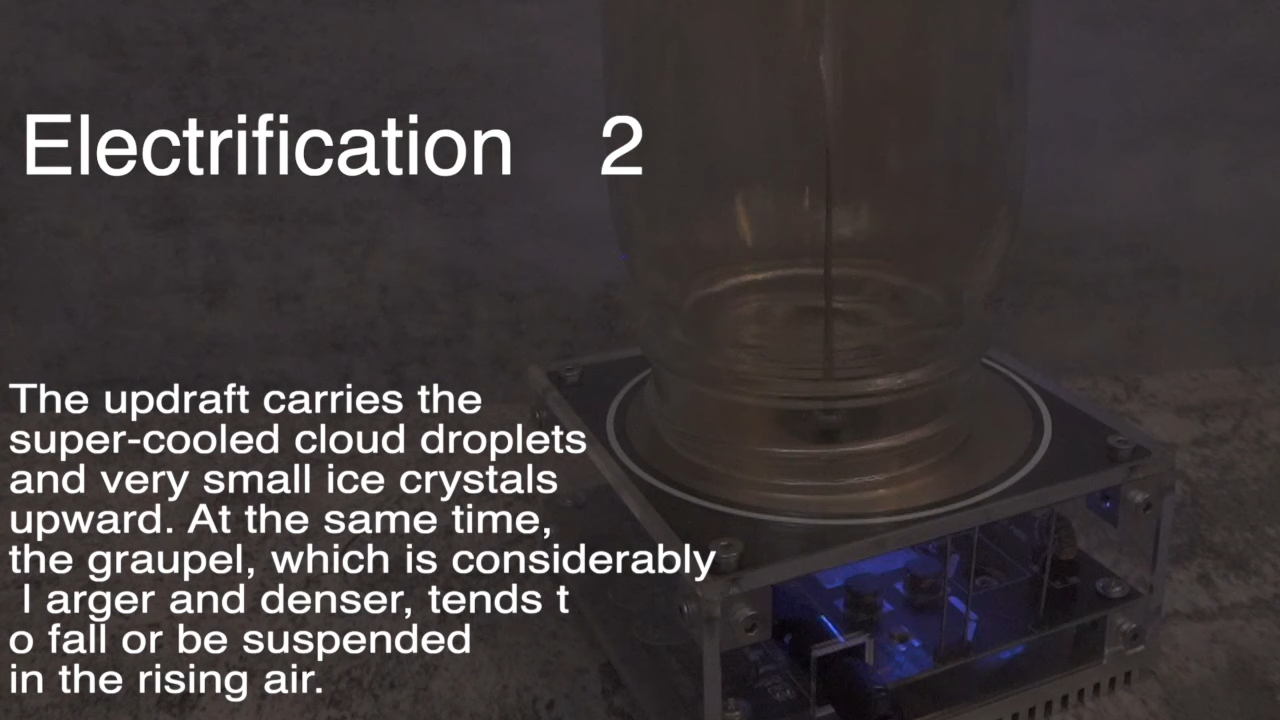 Electrification 2
The updraft carries the
super-cooled cloud droplets
and very small ice crystals
upward. At the same time,
the graupel, which is considerably
l arger and denser, tends t
o fall or be suspended
in the rising air.